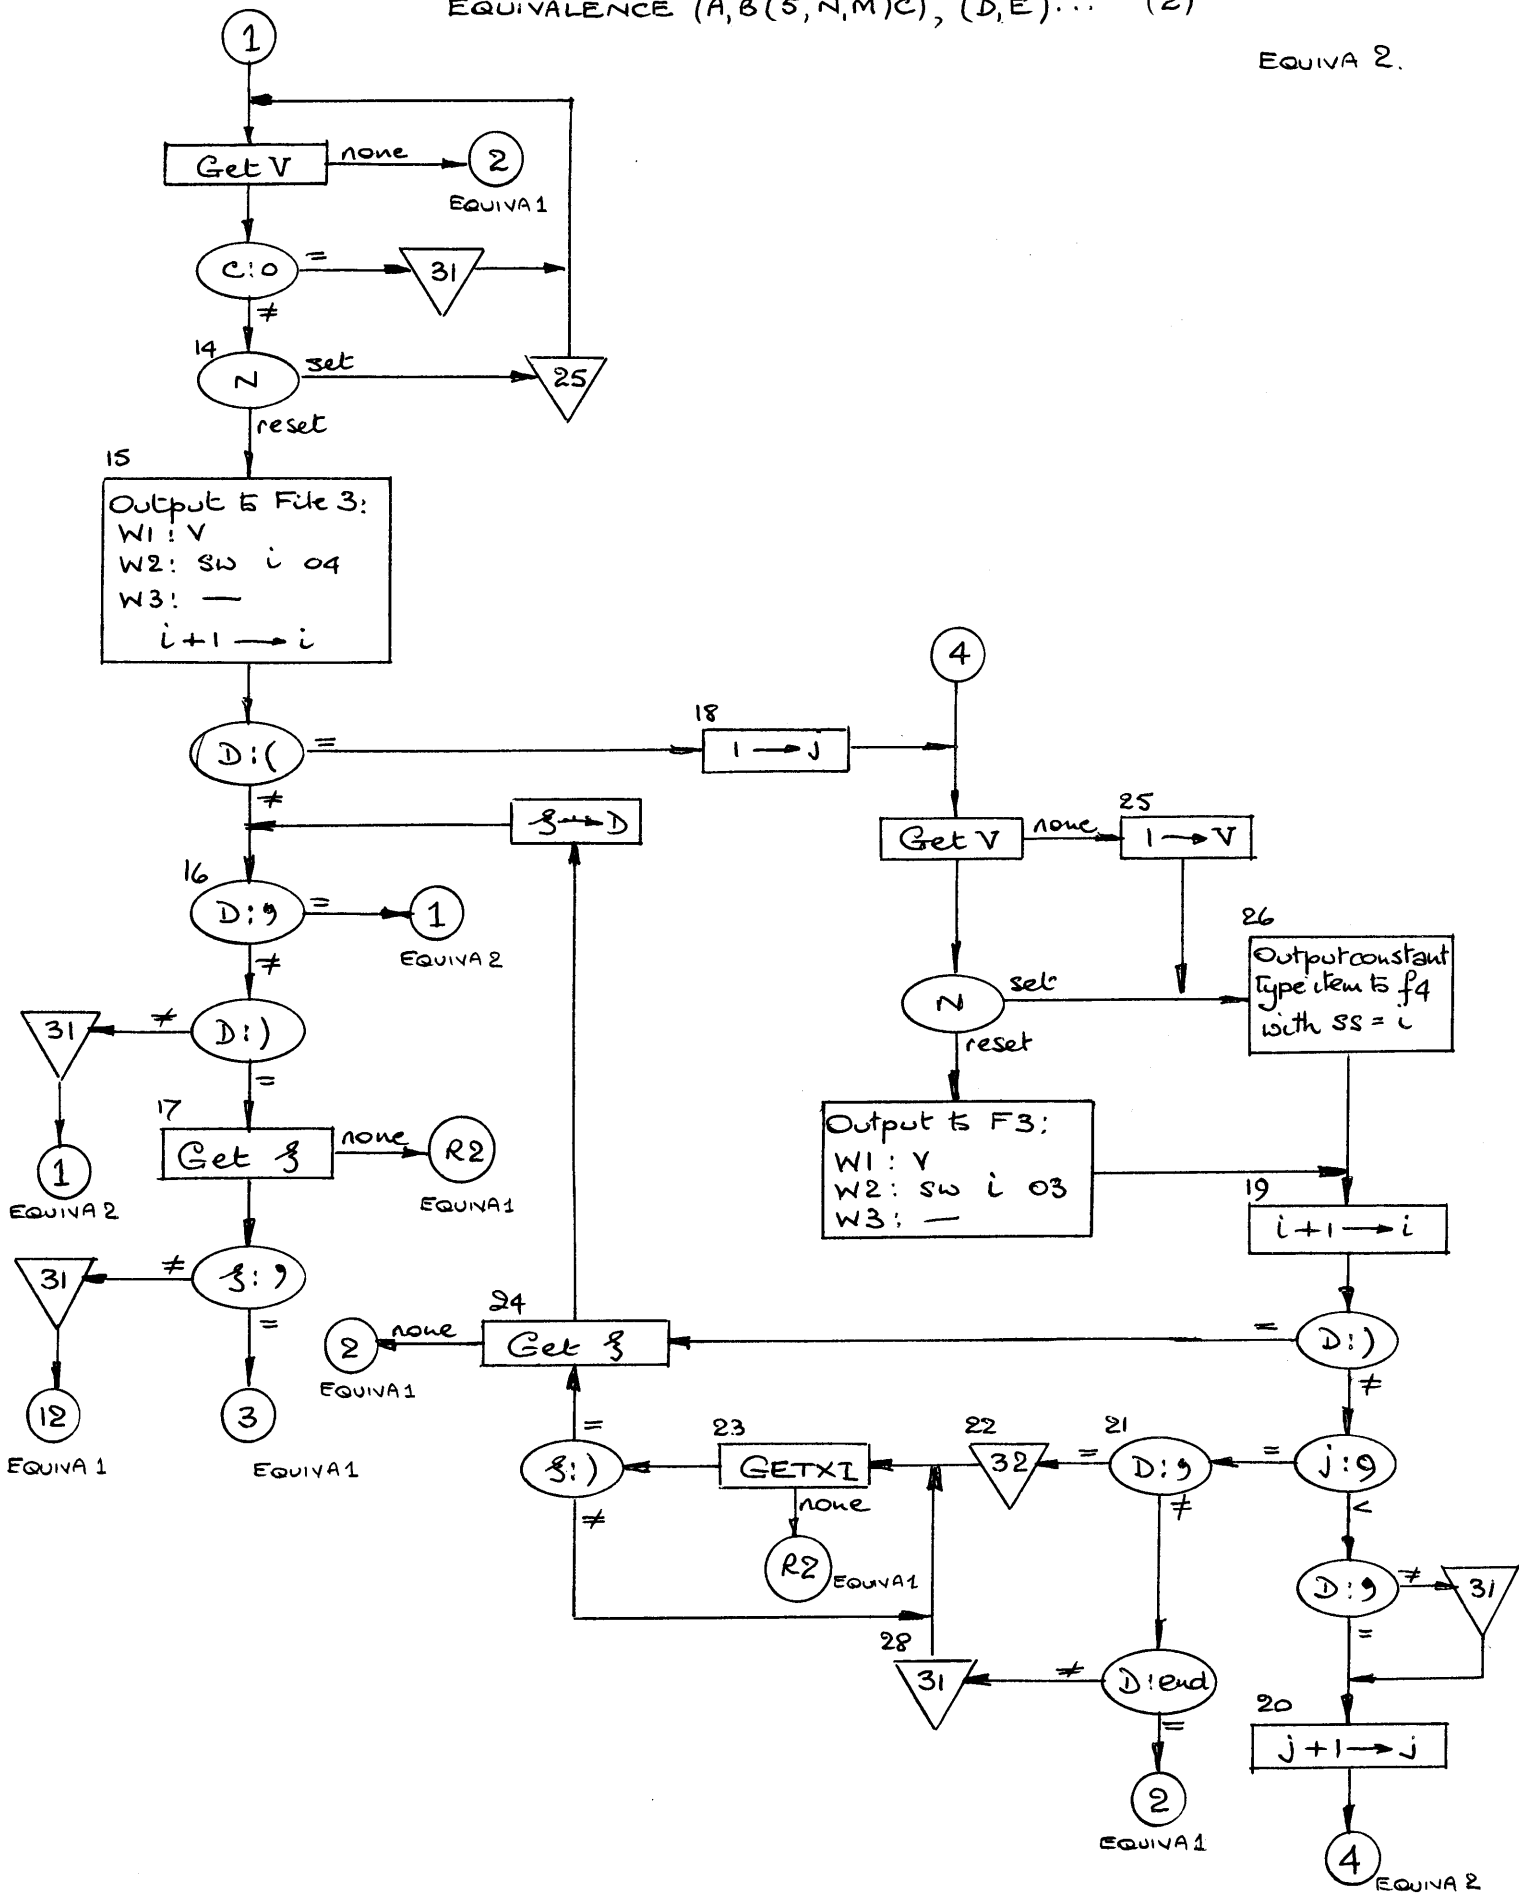 EQUIVALENCE (A,B(5,N,M)C), (D,E)... (2)
EQUIVA 2.
1
Get V
none
2
EQUIVA 1
C:0
=
31
≠
14
N
set
25
reset
15
Output to File 3:
W1: V
W2: SW i 04
W3: —
i+1 → i
D:(
=
18
1 → j
4
≠
ξ → D
Get V
none
25
1 → V
16
D:,
=
1
EQUIVA 2
≠
N
set
26
Output constant
Type item to f4
with SS = i
reset
31
≠
D:)
=
17
Get ξ
none
R2
EQUIVA 1
1
EQUIVA 2
Output to F3:
W1: V
W2: SW i 03
W3: —
19
i+1 → i
31
≠
ξ:,
=
12
EQUIVA 1
3
EQUIVA 1
2
EQUIVA 1
none
24
Get ξ
=
D:)
≠
ξ:)
=
≠
23
GETXI
none
R2
EQUIVA 1
22
32
=
21
D:,
≠
=
j:9
<
D:,
≠
31
=
28
31
≠
D:end
=
2
EQUIVA 1
20
j+1 → j
4
EQUIVA 2